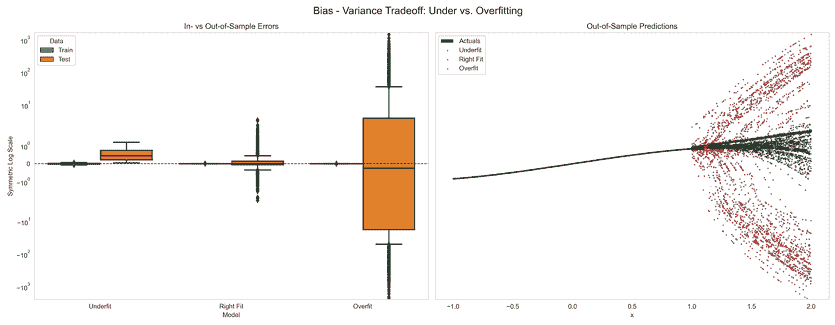 Bias - Variance Tradeoff: Under vs. Overfitting
In- vs Out-of-Sample Errors
Data
Train
Test
Symmetric Log Scale
10³
10²
10¹
10⁰
0
−10⁰
−10¹
−10²
−10³
Underfit
Right Fit
Overfit
Model
Out-of-Sample Predictions
Actuals
Underfit
Right Fit
Overfit
−1.0
−0.5
0.0
0.5
1.0
1.5
2.0
x